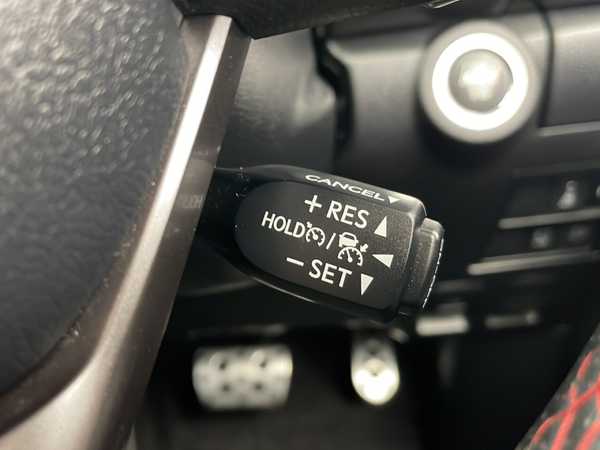 CANCEL
+ RES
HOLD /
- SET